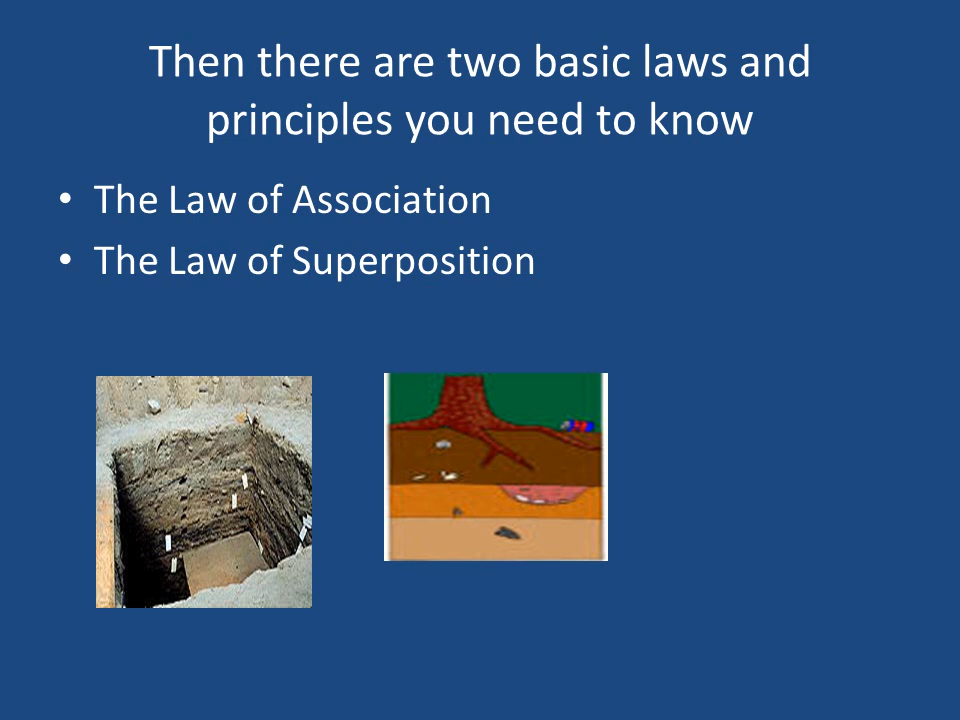 Then there are two basic laws and
principles you need to know
• The Law of Association
• The Law of Superposition